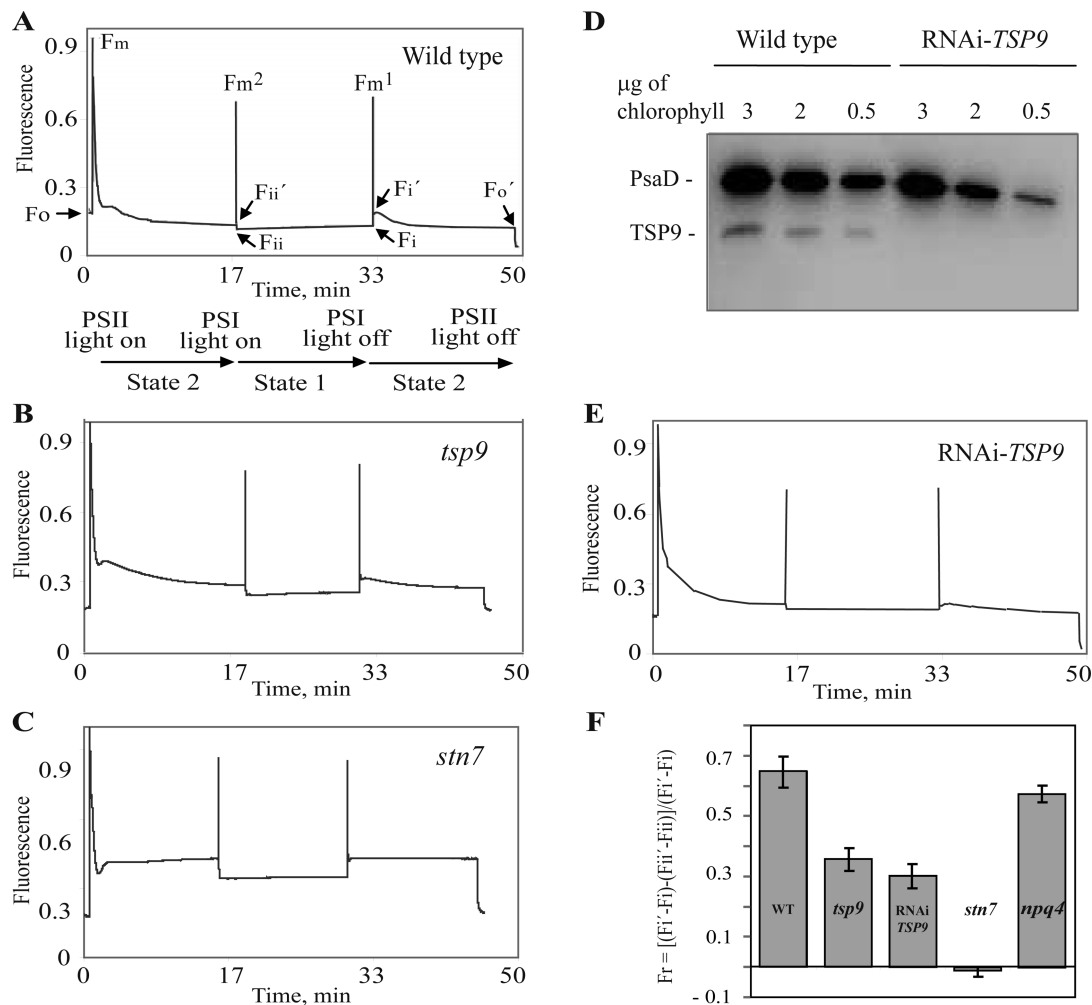 A
Wild type
Fluorescence
0.9
0.6
0.3
0
Fm
Fm2
Fm1
Fo
Fii´
Fii
Fi´
Fi
Fo´
0 17 33 50
Time, min
PSII light on
PSI light on
PSI light off
PSII light off
State 2
State 1
State 2
D
Wild type RNAi-TSP9
µg of
chlorophyll 3 2 0.5 3 2 0.5
PsaD -
TSP9 -
B
tsp9
Fluorescence
0.9
0.6
0.3
0
0 17 33 50
Time, min
E
RNAi-TSP9
Fluorescence
0.9
0.6
0.3
0
0 17 33 50
Time, min
C
stn7
Fluorescence
0.9
0.6
0.3
0
0 17 33 50
Time, min
F
Fr = [(Fi´-Fi)-(Fii´-Fii)]/(Fi´-Fi)
0.7
0.5
0.3
0.1
- 0.1
WT
tsp9
RNAi
TSP9
stn7
npq4